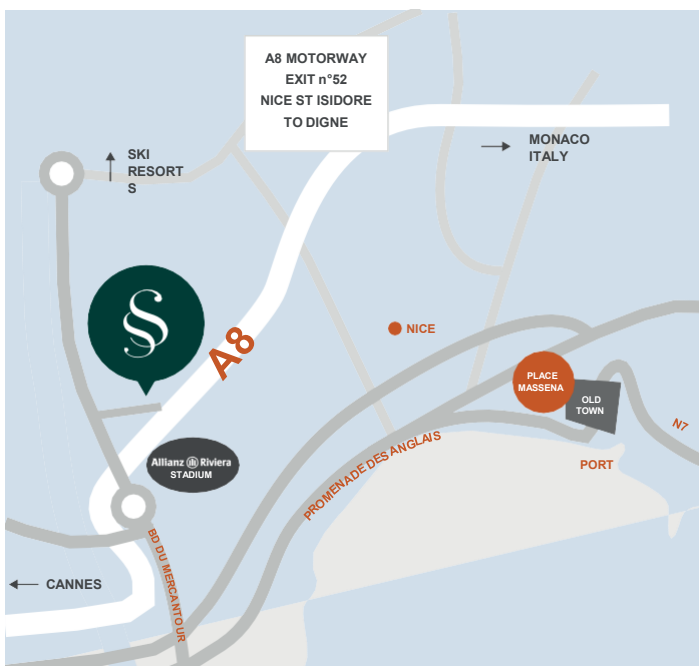 A8 MOTORWAY
EXIT n°52
NICE ST ISIDORE
TO DIGNE
MONACO
ITALY
SKI
RESORT
S
A8
NICE
PLACE
MASSENA
OLD
TOWN
N7
Allianz Riviera
STADIUM
PROMENADE DES ANGLAIS
PORT
BD DU MERCANTOUR
CANNES